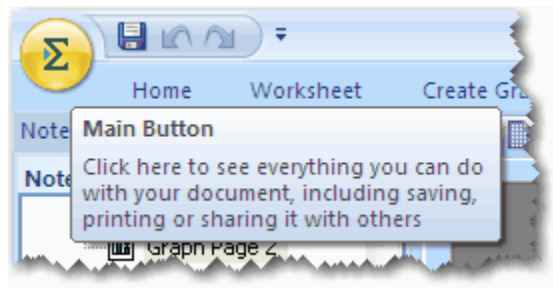 Σ
Home Worksheet Create Gra
Note
Main Button
Click here to see everything you can do
with your document, including saving,
printing or sharing it with others
Note
Graph Page 2